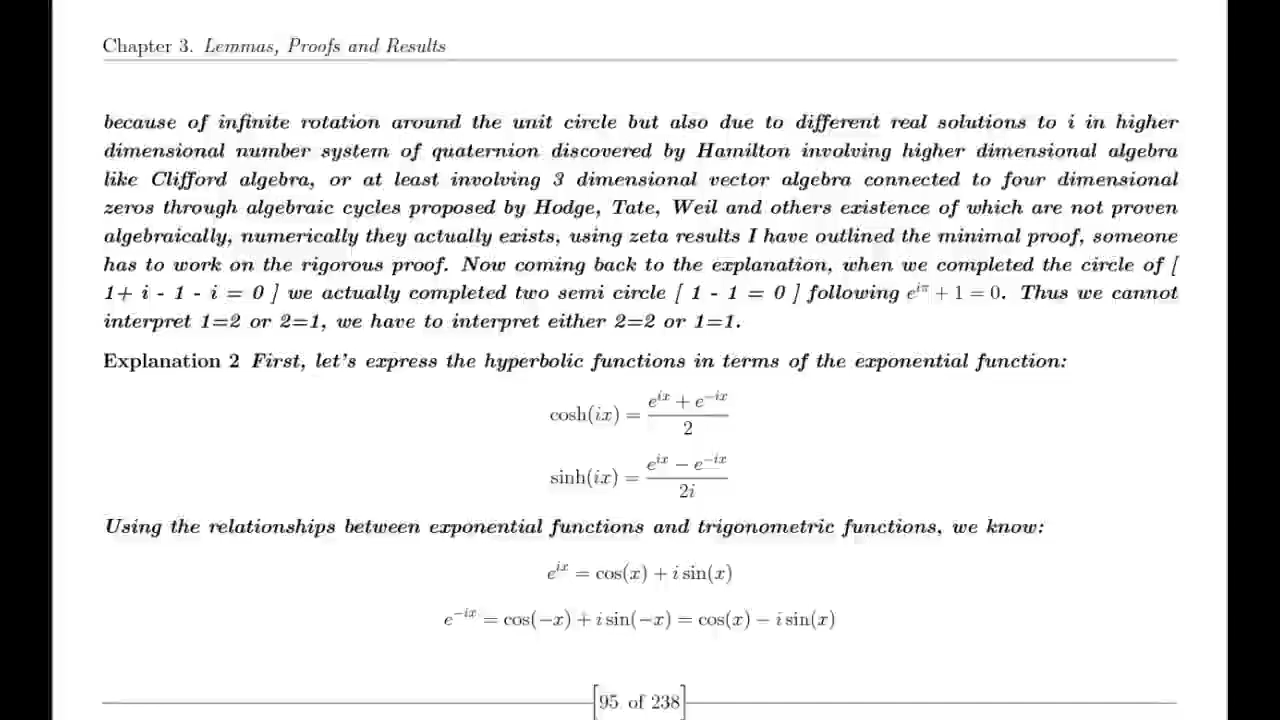 Chapter 3. Lemmas, Proofs and Results
because of infinite rotation around the unit circle but also due to different real solutions to i in higher
dimensional number system of quaternion discovered by Hamilton involving higher dimensional algebra
like Clifford algebra, or at least involving 3 dimensional vector algebra connected to four dimensional
zeros through algebraic cycles proposed by Hodge, Tate, Weil and others existence of which are not proven
algebraically, numerically they actually exists, using zeta results I have outlined the minimal proof, someone
has to work on the rigorous proof. Now coming back to the explanation, when we completed the circle of [
1+ i - 1 - i = 0 ] we actually completed two semi circle [ 1 - 1 = 0 ] following e^{iπ} + 1 = 0. Thus we cannot
interpret 1=2 or 2=1, we have to interpret either 2=2 or 1=1.
Explanation 2 First, let's express the hyperbolic functions in terms of the exponential function:
cosh(ix) = \frac{e^{ix} + e^{-ix}}{2}
sinh(ix) = \frac{e^{ix} − e^{-ix}}{2i}
Using the relationships between exponential functions and trigonometric functions, we know:
e^{ix} = cos(x) + i sin(x)
e^{-ix} = cos(−x) + i sin(−x) = cos(x) − i sin(x)
[95 of 238]